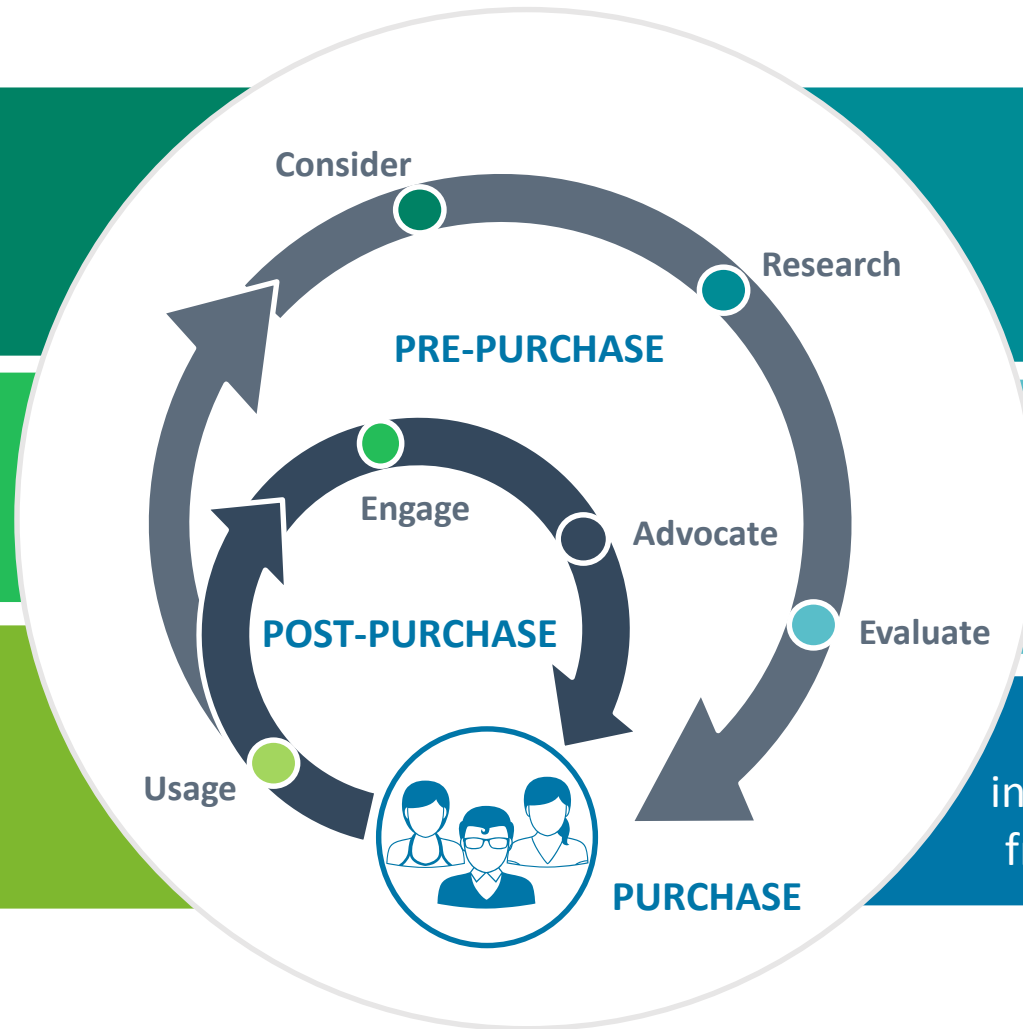 Consider
Research
PRE-PURCHASE
Engage
Advocate
POST-PURCHASE
Evaluate
Usage
PURCHASE